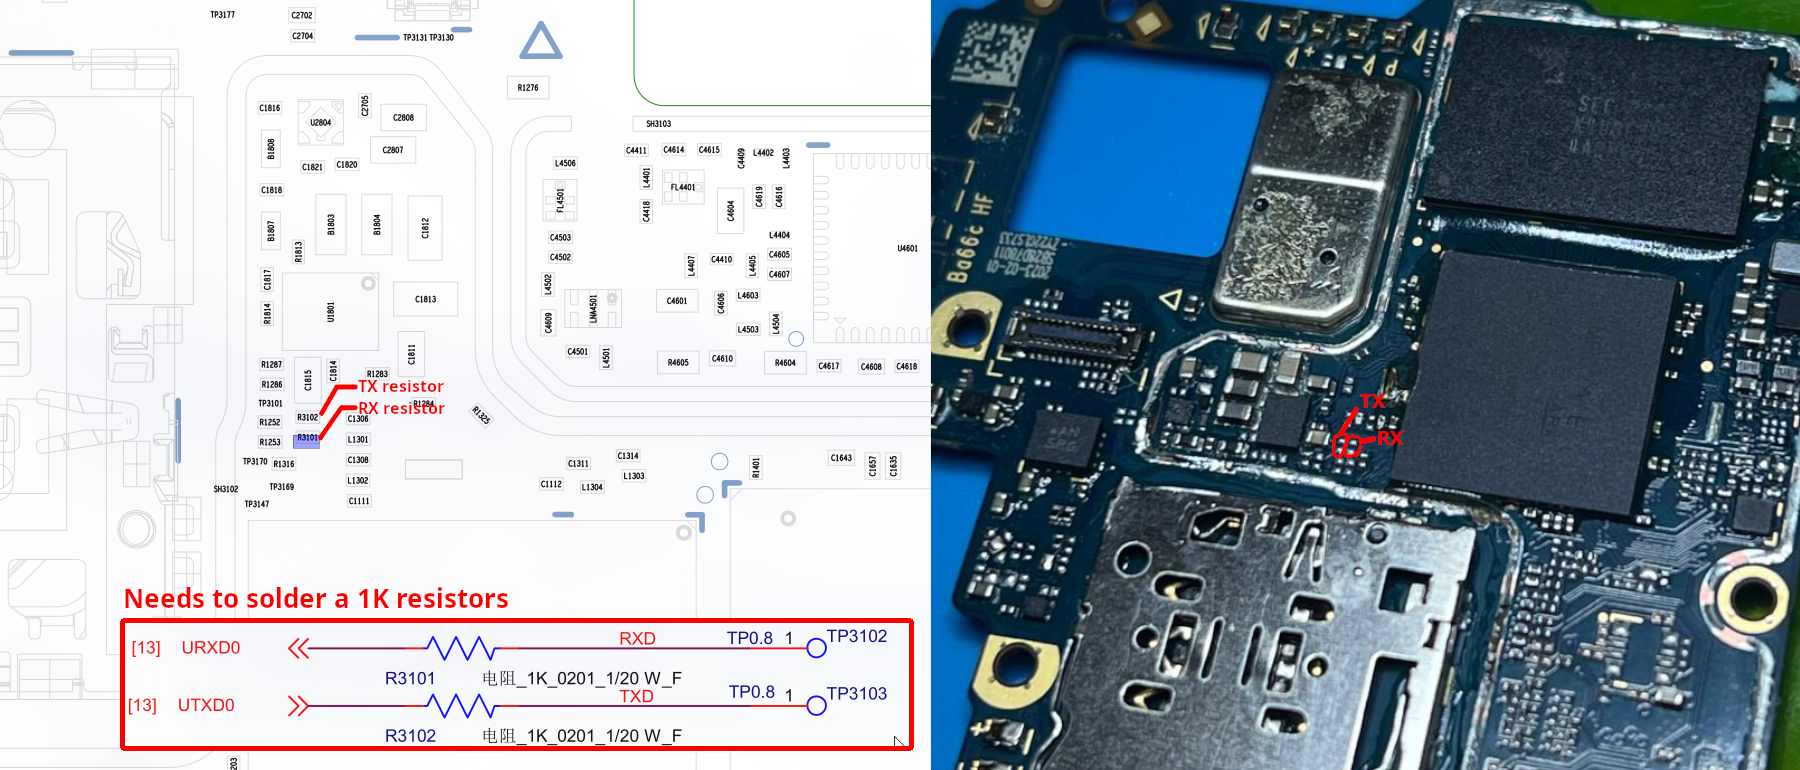 TP3177
C2702
C2704
TP3131 TP3130
R1276
SH3103
C1816
U2804
C2705
C2808
B1808
C2807
C1821
C1820
C1818
B1807
B1803
B1804
C1812
R1813
C1817
R1814
U1801
C1813
C1811
R1287
C1815
C1814
R1283
R1286
TX resistor
TP3101
R3102
RX resistor
R1284
R1325
R1252
C1306
R3101
R1253
L1301
TP3170
R1316
C1308
SH3102
TP3169
L1302
TP3147
C1111
L4506
FL4501
C4503
C4502
L4502
LNA4501
C4609
C4501
L4501
C4411
C4614
C4615
C4409
L4402
L4403
L4401
FL4401
C4418
C4604
C4619
C4616
L4404
U4601
L4407
C4410
L4405
C4605
C4607
C4601
C4606
L4603
L4503
L4504
R4605
C4610
R4604
C4617
C4608
C4618
C1311
C1314
L1303
C1112
L1304
R1401
C1643
C1657
C1635
Needs to solder a 1K resistors
[13] URXD0
RXD
TP0.8 1 TP3102
R3101 电阻_1K_0201_1/20 W_F
[13] UTXD0
TXD
TP0.8 1 TP3103
R3102 电阻_1K_0201_1/20 W_F
203
Ba66c HF
2023-02-01
SEC
TX
RX